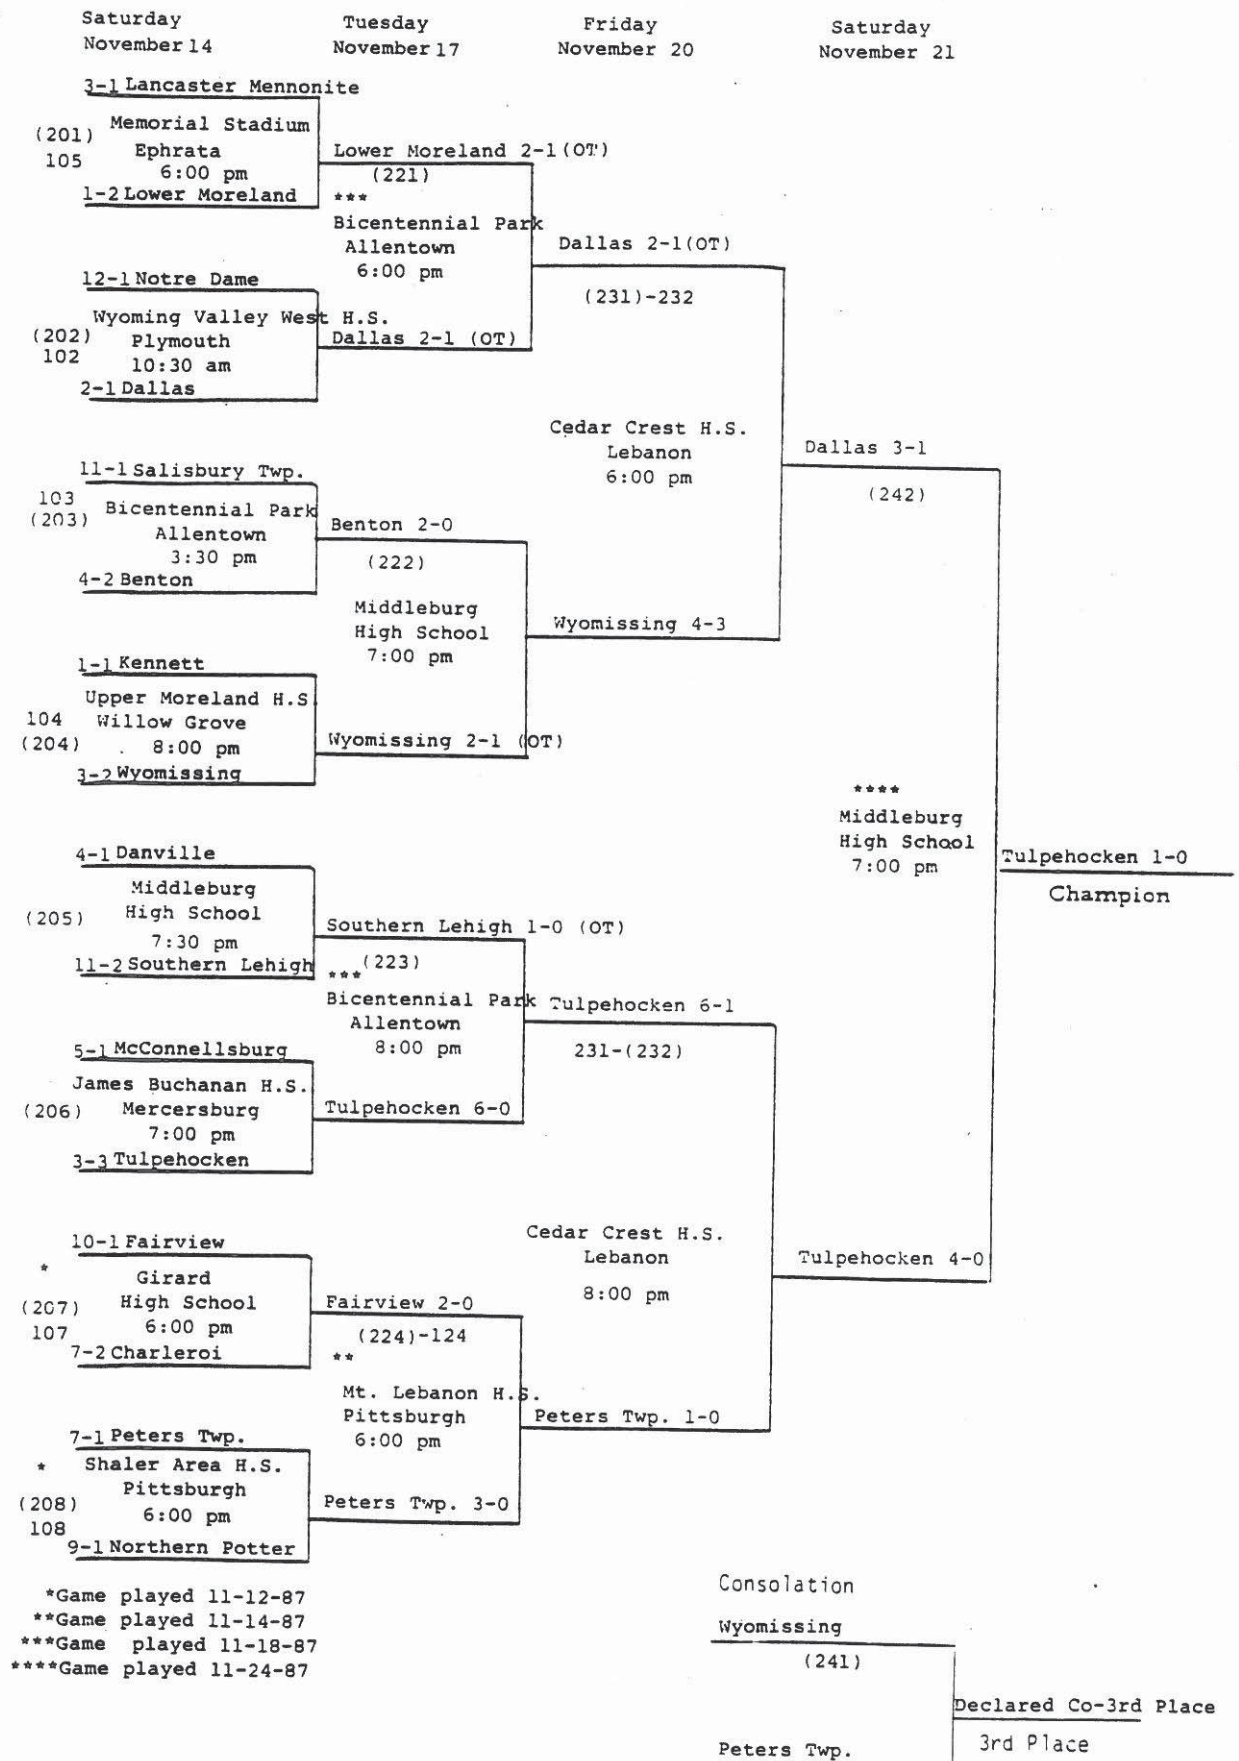 Saturday
November 14
Tuesday
November 17
Friday
November 20
Saturday
November 21
3-1 Lancaster Mennonite
(201)
105
Memorial Stadium
Ephrata
6:00 pm
1-2 Lower Moreland
Lower Moreland 2-1(OT)
(221)
***
Bicentennial Park
Allentown
6:00 pm
12-1 Notre Dame
(202)
102
Wyoming Valley West H.S.
Plymouth
10:30 am
2-1 Dallas
Dallas 2-1 (OT)
Dallas 2-1(OT)
(231)-232
Cedar Crest H.S.
Lebanon
6:00 pm
11-1 Salisbury Twp.
103
(203)
Bicentennial Park
Allentown
3:30 pm
4-2 Benton
Benton 2-0
(222)
Middleburg
High School
7:00 pm
1-1 Kennett
104
(204)
Upper Moreland H.S
Willow Grove
8:00 pm
3-2 Wyomissing
Wyomissing 2-1 (OT)
Wyomissing 4-3
Dallas 3-1
(242)
****
Middleburg
High School
7:00 pm
Tulpehocken 1-0
Champion
4-1 Danville
(205)
Middleburg
High School
7:30 pm
11-2 Southern Lehigh
Southern Lehigh 1-0 (OT)
***(223)
Bicentennial Park
Allentown
8:00 pm
5-1 McConnellsburg
(206)
James Buchanan H.S.
Mercersburg
7:00 pm
3-3 Tulpehocken
Tulpehocken 6-0
Tulpehocken 6-1
231-(232)
Cedar Crest H.S.
Lebanon
8:00 pm
Tulpehocken 4-0
10-1 Fairview
*
(207)
107
Girard
High School
6:00 pm
7-2 Charleroi
Fairview 2-0
(224)-124
**
Mt. Lebanon H.S.
Pittsburgh
6:00 pm
Peters Twp. 1-0
7-1 Peters Twp.
*
(208)
108
Shaler Area H.S.
Pittsburgh
6:00 pm
9-1 Northern Potter
Peters Twp. 3-0
*Game played 11-12-87
**Game played 11-14-87
***Game played 11-18-87
****Game played 11-24-87
Consolation
Wyomissing
(241)
Declared Co-3rd Place
3rd Place
Peters Twp.